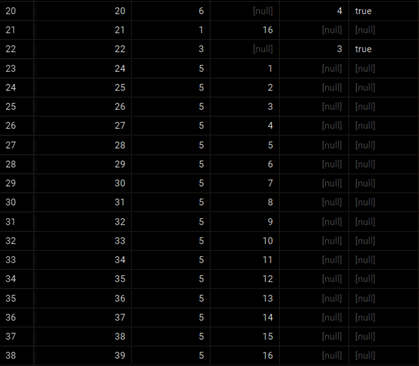 20 20 6 [null] 4 true
21 21 1 16 [null] [null]
22 22 3 [null] 3 true
23 24 5 1 [null] [null]
24 25 5 2 [null] [null]
25 26 5 3 [null] [null]
26 27 5 4 [null] [null]
27 28 5 5 [null] [null]
28 29 5 6 [null] [null]
29 30 5 7 [null] [null]
30 31 5 8 [null] [null]
31 32 5 9 [null] [null]
32 33 5 10 [null] [null]
33 34 5 11 [null] [null]
34 35 5 12 [null] [null]
35 36 5 13 [null] [null]
36 37 5 14 [null] [null]
37 38 5 15 [null] [null]
38 39 5 16 [null] [null]